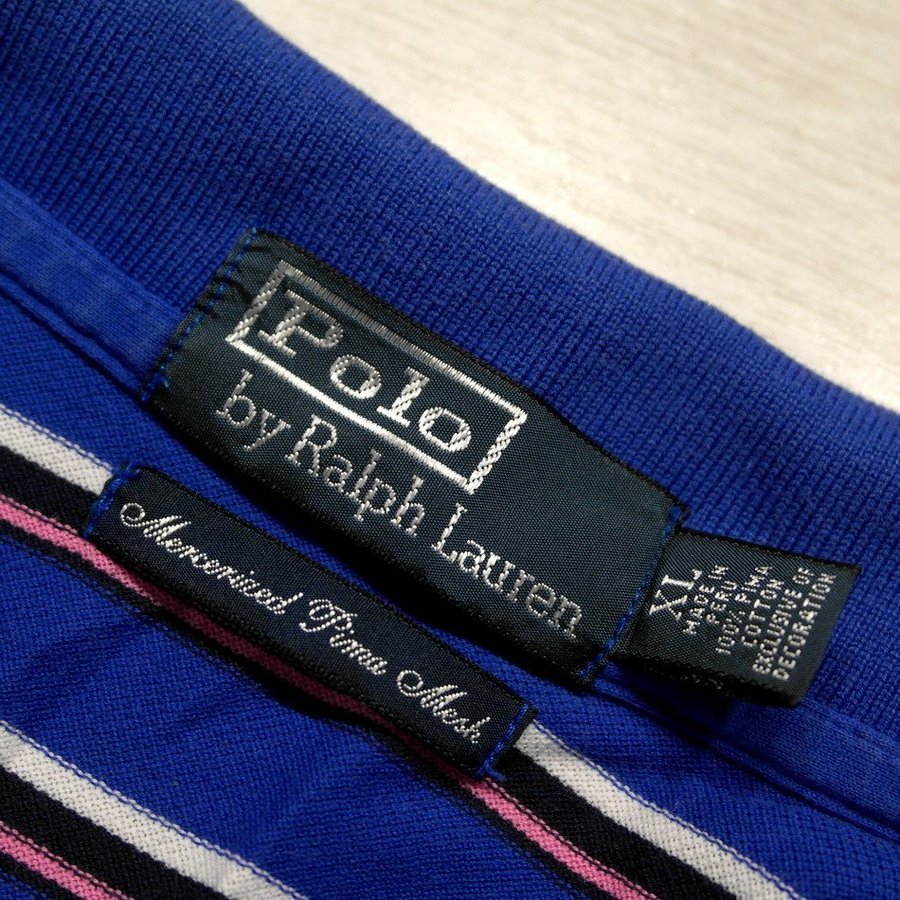 Polo
by Ralph Lauren
XL
MADE IN
PERU
100% PIMA
COTTON
EXCLUSIVE OF
DECORATION
Mercerized Pima Mesh